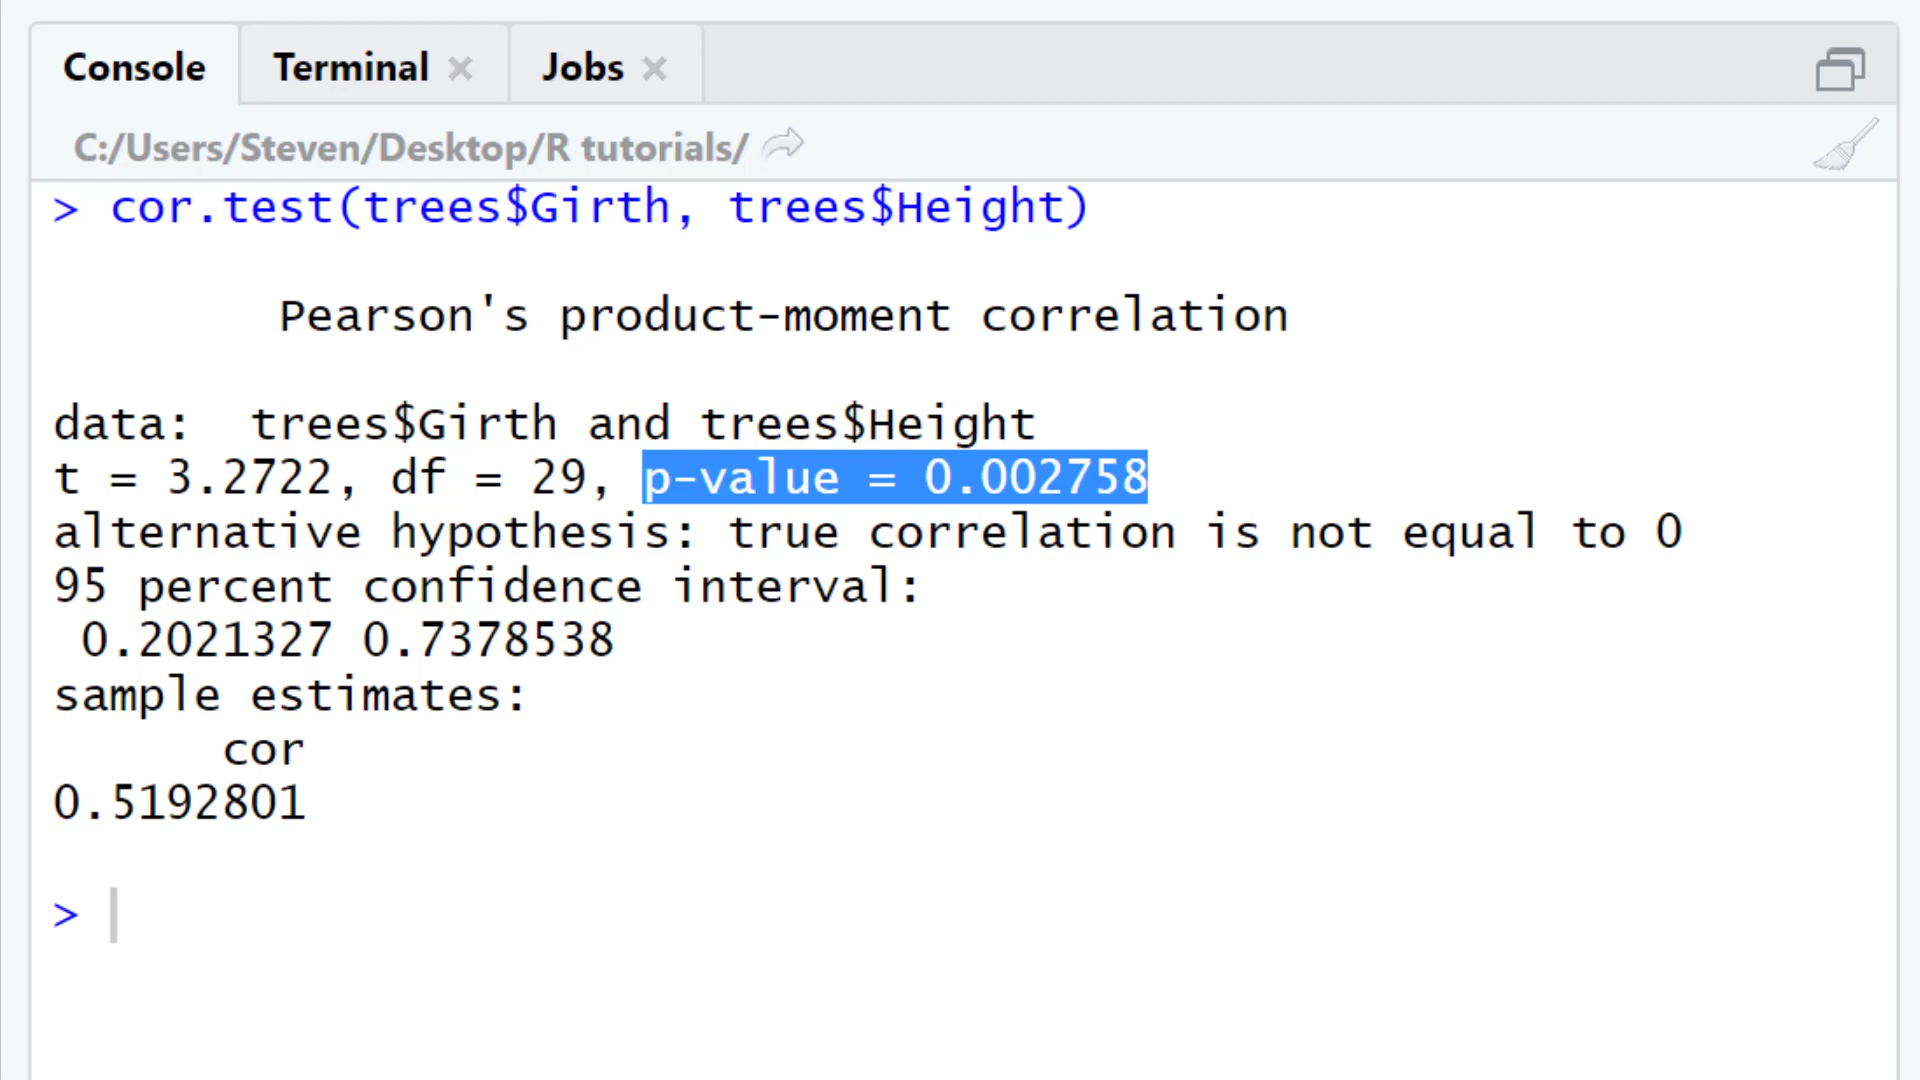 Console Terminal Jobs
C:/Users/Steven/Desktop/R tutorials/
> cor.test(trees$Girth, trees$Height)
Pearson's product-moment correlation
data:  trees$Girth and trees$Height
t = 3.2722, df = 29, p-value = 0.002758
alternative hypothesis: true correlation is not equal to 0
95 percent confidence interval:
 0.2021327 0.7378538
sample estimates:
      cor
0.5192801
>